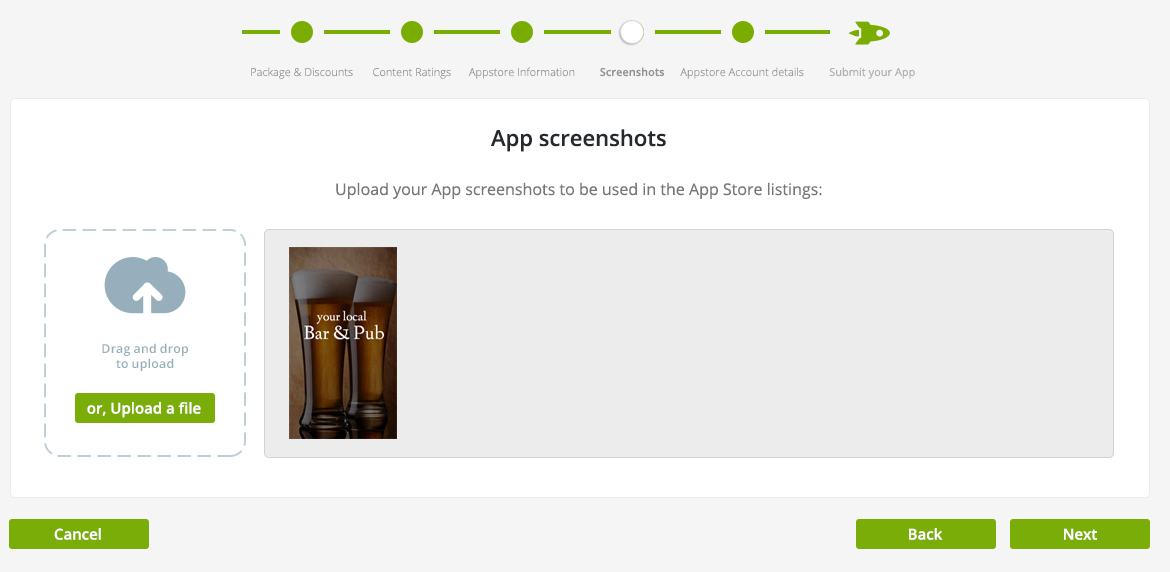 Package & Discounts
Content Ratings
Appstore Information
Screenshots
Appstore Account details
Submit your App
App screenshots
Upload your App screenshots to be used in the App Store listings:
Drag and drop
to upload
or, Upload a file
your local
Bar & Pub
Cancel
Back
Next